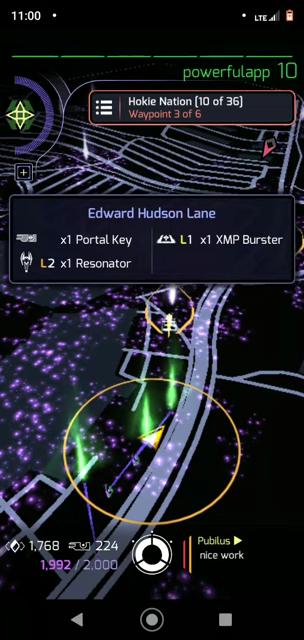 11:00
LTE
powerfulapp 10
Hokie Nation [10 of 36]
Waypoint 3 of 6
Edward Hudson Lane
x1 Portal Key
L1 x1 XMP Burster
L2 x1 Resonator
1,768 224
1,992 / 2,000
Pubilus
nice work